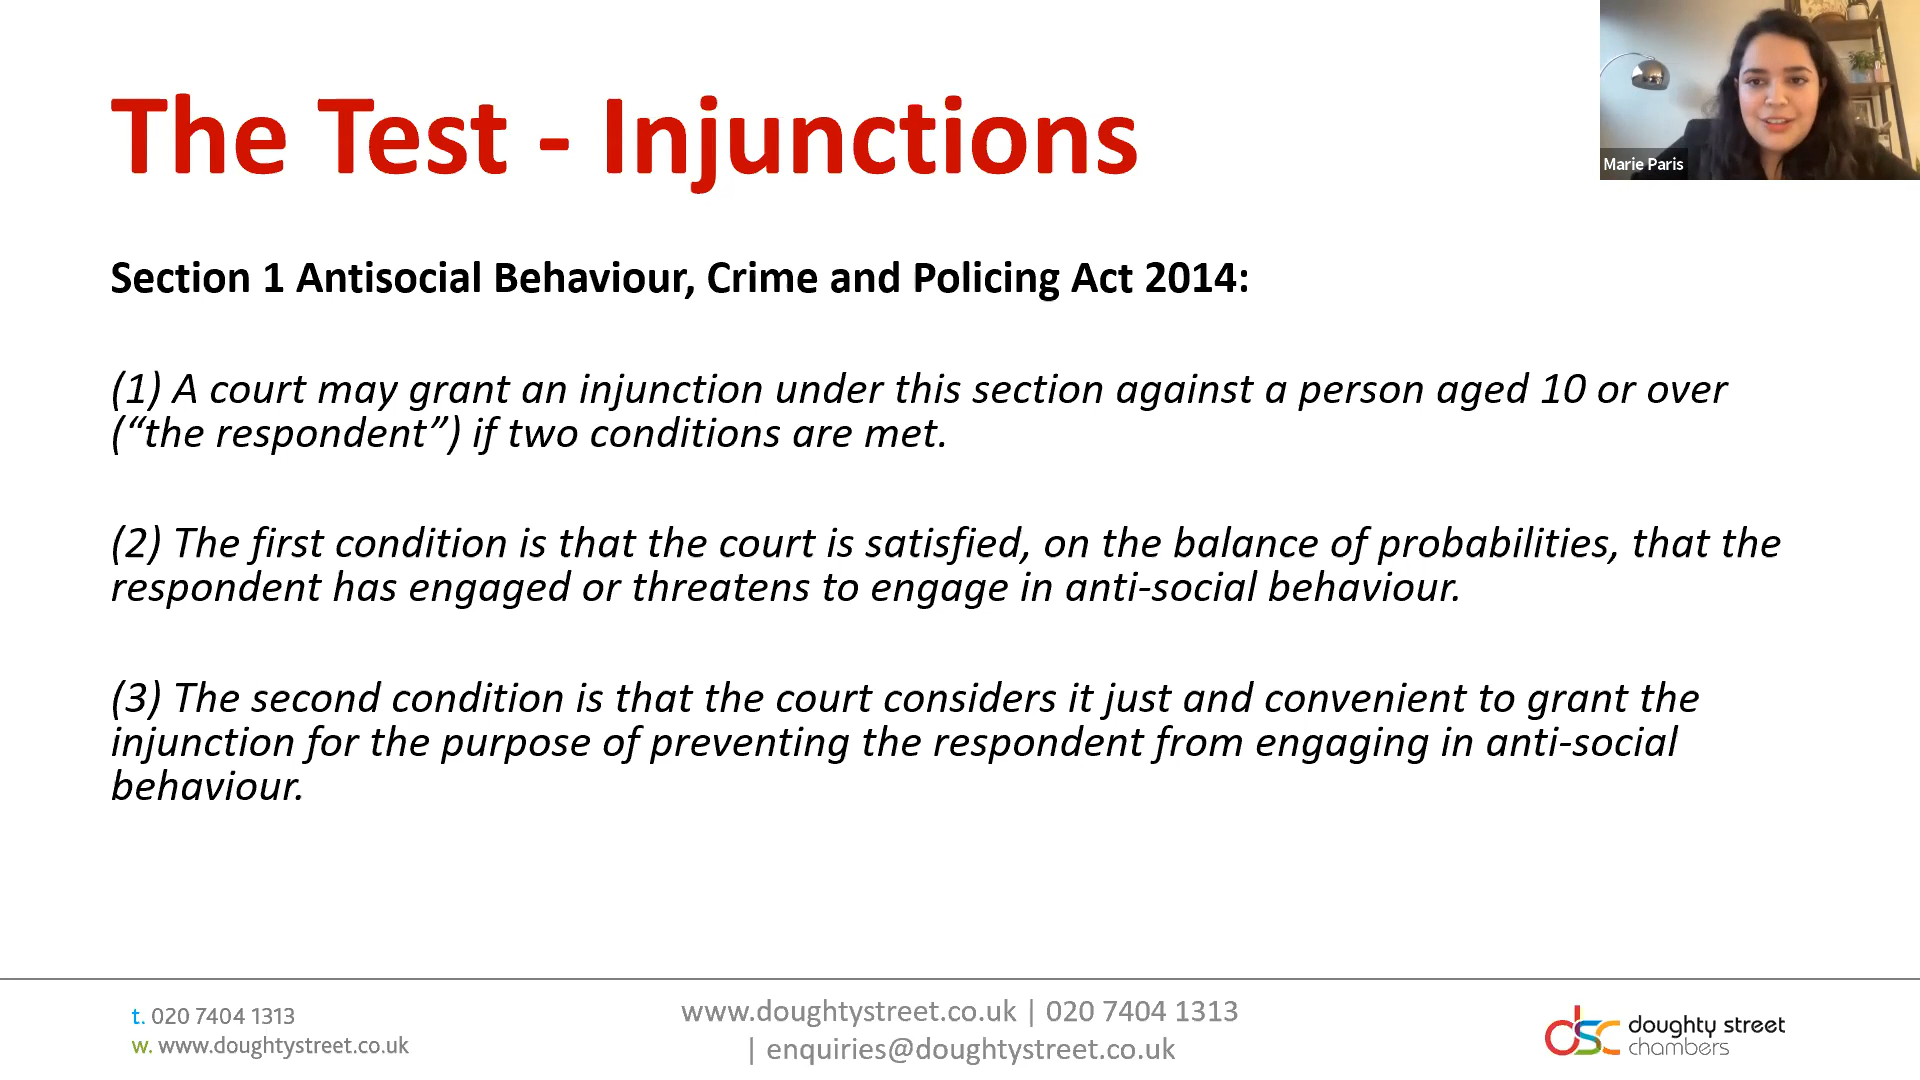 The Test - Injunctions
Marie Paris
Section 1 Antisocial Behaviour, Crime and Policing Act 2014:
(1) A court may grant an injunction under this section against a person aged 10 or over
(“the respondent”) if two conditions are met.
(2) The first condition is that the court is satisfied, on the balance of probabilities, that the
respondent has engaged or threatens to engage in anti-social behaviour.
(3) The second condition is that the court considers it just and convenient to grant the
injunction for the purpose of preventing the respondent from engaging in anti-social
behaviour.
t. 020 7404 1313
w. www.doughtystreet.co.uk
www.doughtystreet.co.uk | 020 7404 1313
| enquiries@doughtystreet.co.uk
dsc doughty street
chambers